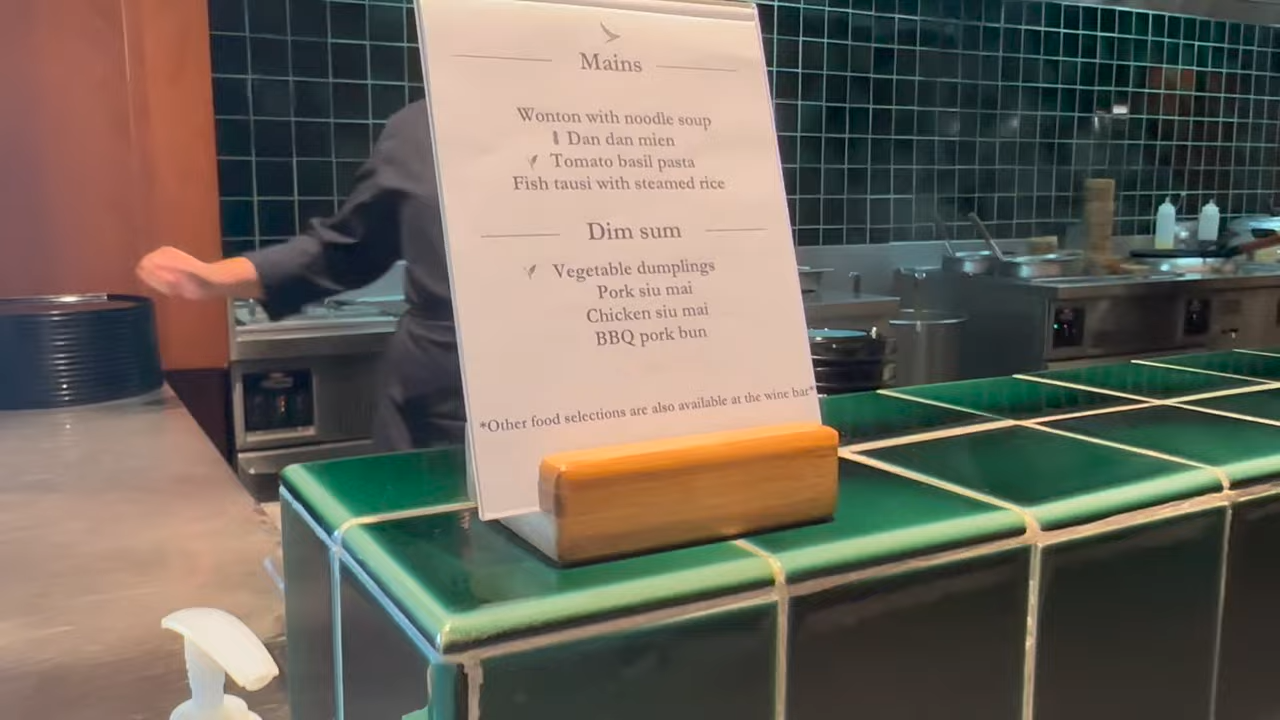 Mains
Wonton with noodle soup
Dan dan mien
Tomato basil pasta
Fish tausi with steamed rice
Dim sum
Vegetable dumplings
Pork siu mai
Chicken siu mai
BBQ pork bun
*Other food selections are also available at the wine bar*